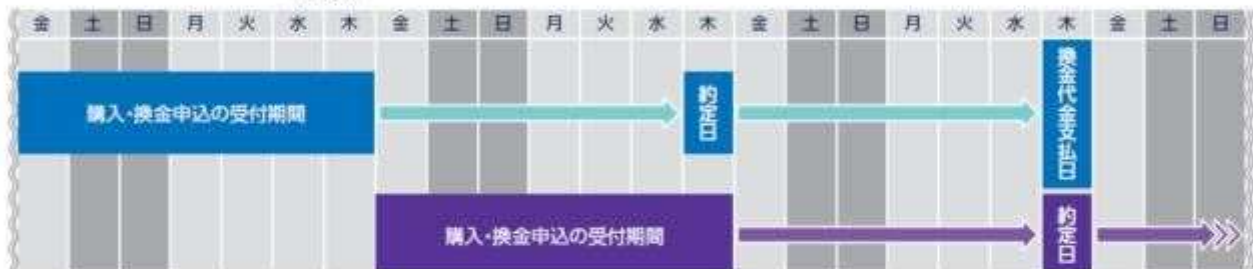 金 土 日 月 火 水 木 金 土 日 月 火 水 木 金 土 日 月 火 水 木 金 土 日
購入・換金申込の受付期間
約定日
換金代金支払日
購入・換金申込の受付期間
約定日